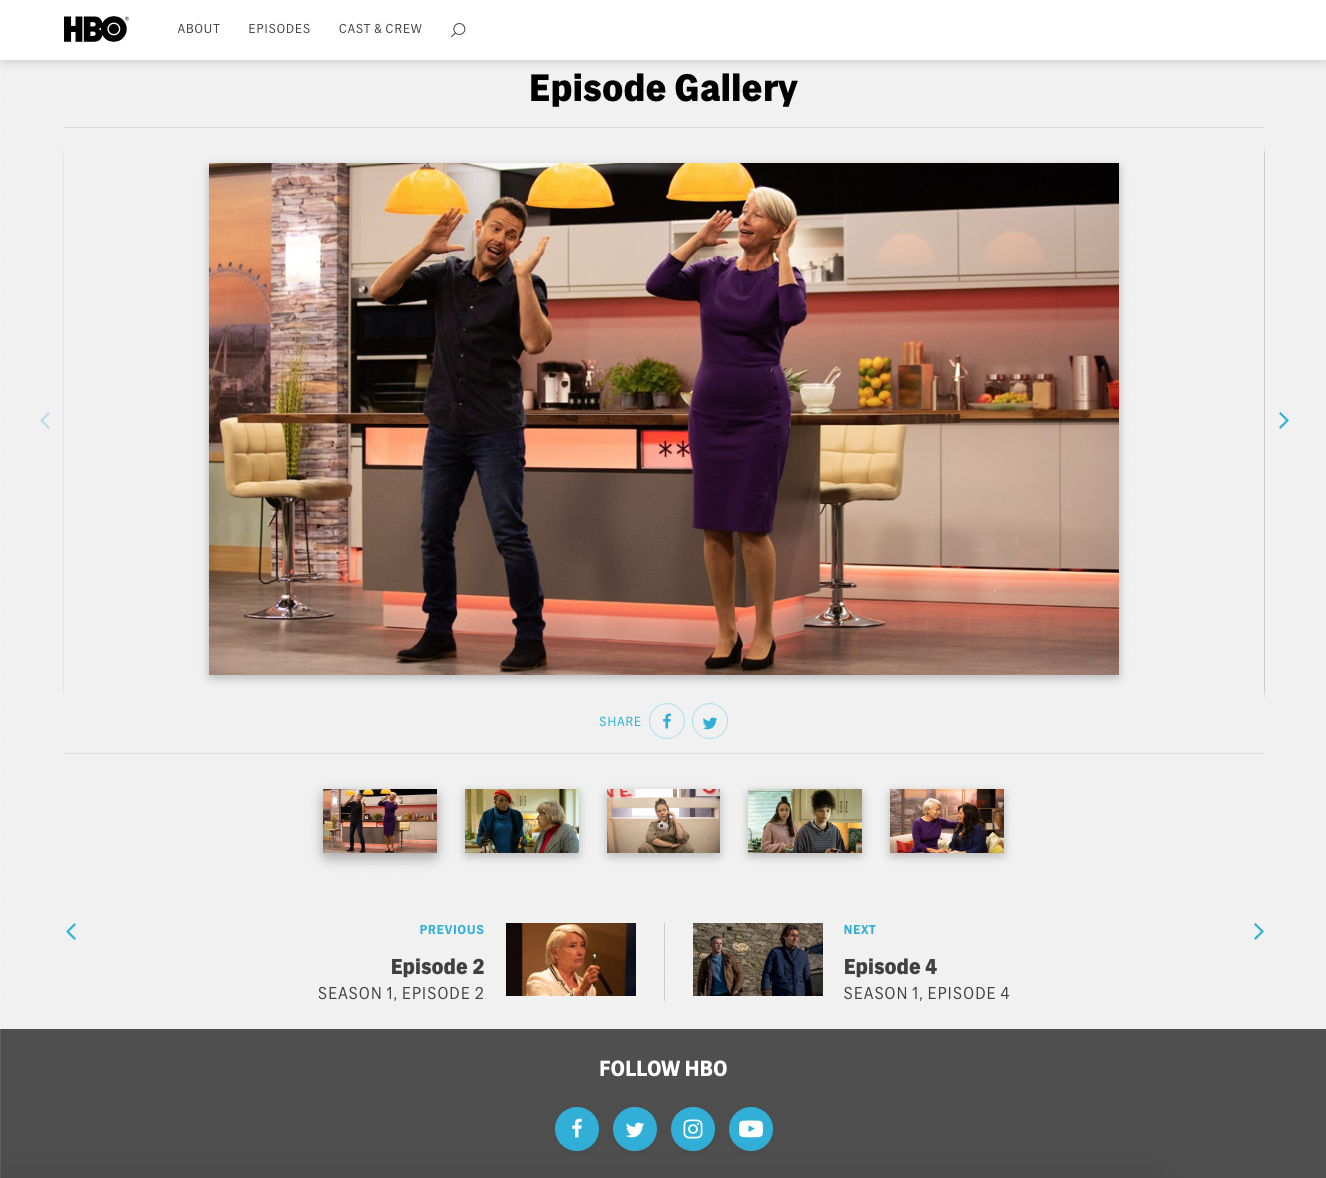 HBO
ABOUT
EPISODES
CAST & CREW
Episode Gallery
**
SHARE
PREVIOUS
Episode 2
SEASON 1, EPISODE 2
NEXT
Episode 4
SEASON 1, EPISODE 4
FOLLOW HBO